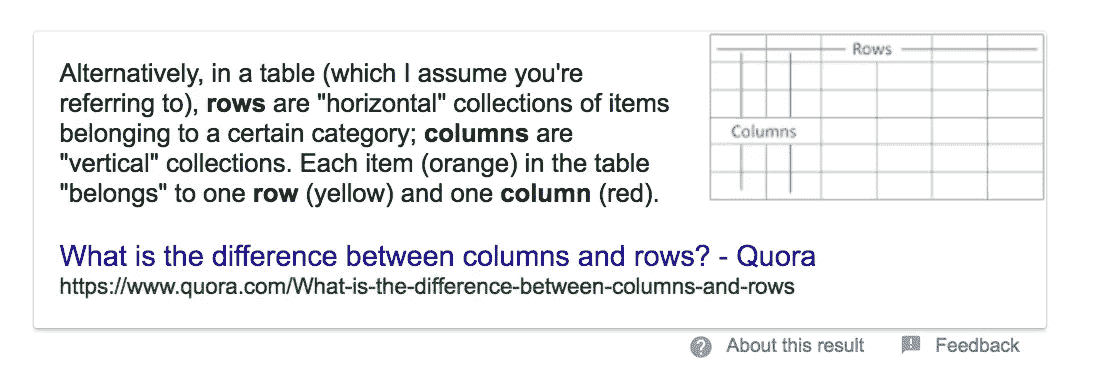 Alternatively, in a table (which I assume you're
referring to), rows are "horizontal" collections of items
belonging to a certain category; columns are
"vertical" collections. Each item (orange) in the table
"belongs" to one row (yellow) and one column (red).
Rows
Columns
What is the difference between columns and rows? - Quora
https://www.quora.com/What-is-the-difference-between-columns-and-rows
About this result
Feedback